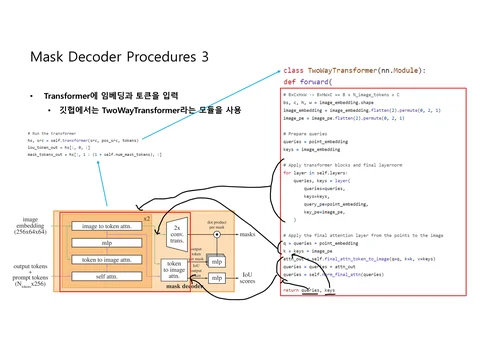 Mask Decoder Procedures 3
• Transformer에 임베딩과 토큰을 입력
• 깃헙에서는 TwoWayTransformer라는 모듈을 사용
# Run the transformer
hs, src = self.transformer(src, pos_src, tokens)
iou_token_out = hs[:, 0, :]
mask_tokens_out = hs[:, 1 : (1 + self.num_mask_tokens), :]
class TwoWayTransformer(nn.Module):
def forward(
# BxCxHxW -> BxHWxC == B x N_image_tokens x C
bs, c, h, w = image_embedding.shape
image_embedding = image_embedding.flatten(2).permute(0, 2, 1)
image_pe = image_pe.flatten(2).permute(0, 2, 1)
# Prepare queries
queries = point_embedding
keys = image_embedding
# Apply transformer blocks and final layernorm
for layer in self.layers:
queries, keys = layer(
queries=queries,
keys=keys,
query_pe=point_embedding,
key_pe=image_pe,
)
# Apply the final attention layer from the points to the image
q = queries + point_embedding
k = keys + image_pe
attn_out = self.final_attn_token_to_image(q=q, k=k, v=keys)
queries = queries + attn_out
queries = self.norm_final_attn(queries)
return queries, keys
image
embedding
(256x64x64)
output tokens
+
prompt tokens
(Ntokensx256)
x2
image to token attn.
mlp
token to image attn.
self attn.
2x
conv.
trans.
token
to image
attn.
dot product
per mask
output
token
per mask
IoU
output
token
mlp
mlp
mask decoder
masks
IoU
scores